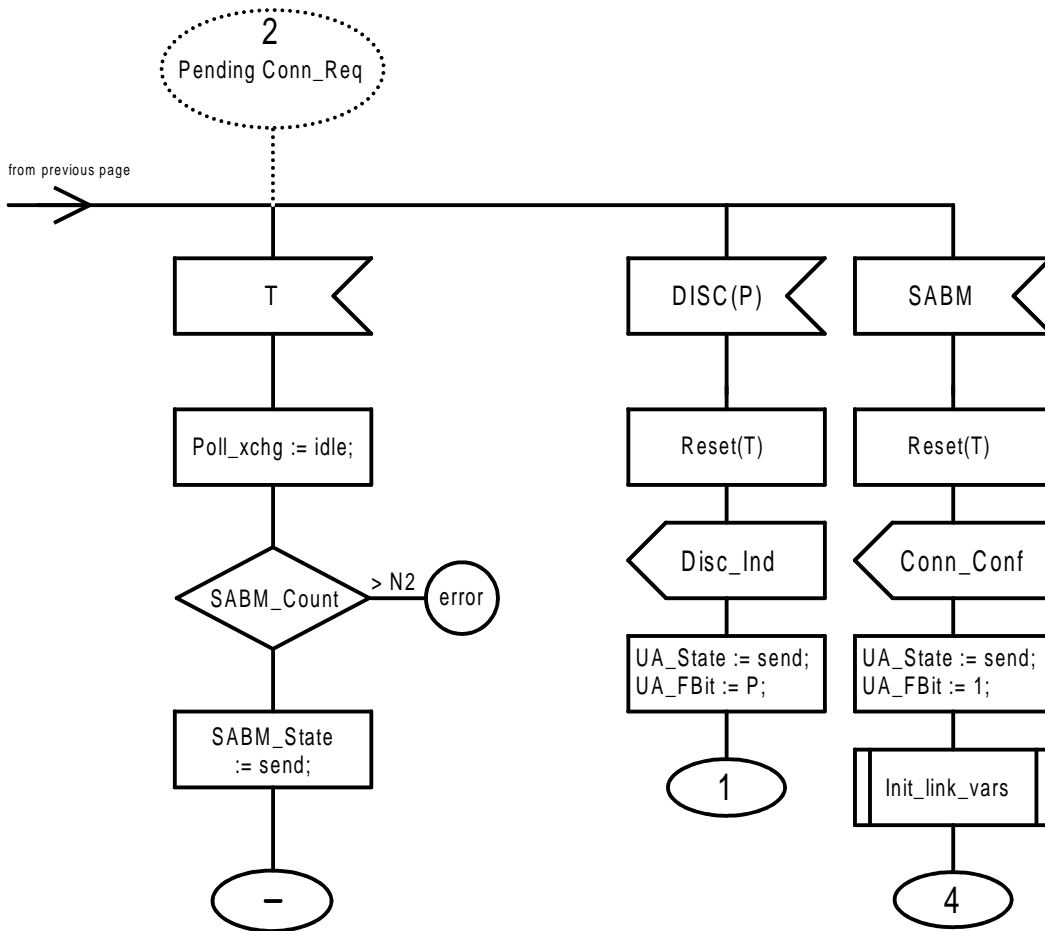 2
Pending Conn_Req
from previous page
T
DISC(P)
SABM
Poll_xchg := idle;
Reset(T)
Reset(T)
SABM_Count
> N2
error
Disc_Ind
Conn_Conf
UA_State := send;
UA_FBit := P;
UA_State := send;
UA_FBit := 1;
SABM_State
:= send;
1
Init_link_vars
–
4